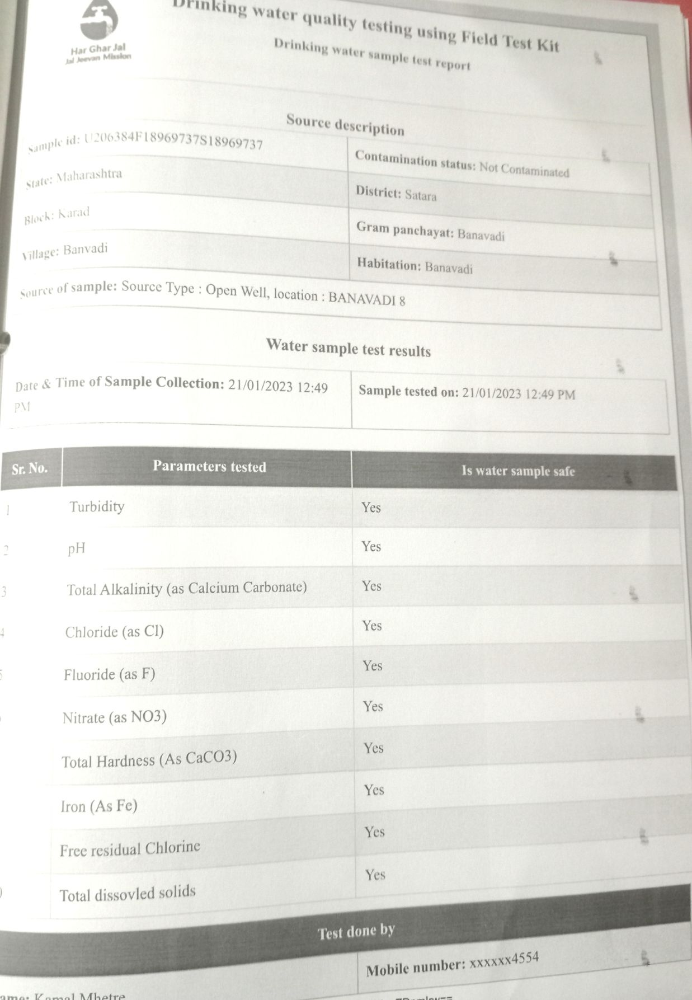 Har Ghar Jal
Jal Jeevan Mission
Drinking water quality testing using Field Test Kit
Drinking water sample test report
Source description
Sample id: U206384F18969737S18969737
Contamination status: Not Contaminated
State: Maharashtra
District: Satara
Block: Karad
Gram panchayat: Banavadi
Village: Banvadi
Habitation: Banavadi
Source of sample: Source Type : Open Well, location : BANAVADI 8
Water sample test results
Date & Time of Sample Collection: 21/01/2023 12:49
PM
Sample tested on: 21/01/2023 12:49 PM
Sr. No. Parameters tested Is water sample safe
1 Turbidity Yes
2 pH Yes
3 Total Alkalinity (as Calcium Carbonate) Yes
4 Chloride (as Cl) Yes
5 Fluoride (as F) Yes
Nitrate (as NO3) Yes
Total Hardness (As CaCO3) Yes
Iron (As Fe) Yes
Free residual Chlorine Yes
Total dissovled solids Yes
Test done by
Mobile number: xxxxxx4554
ame: Kamal Mhetre